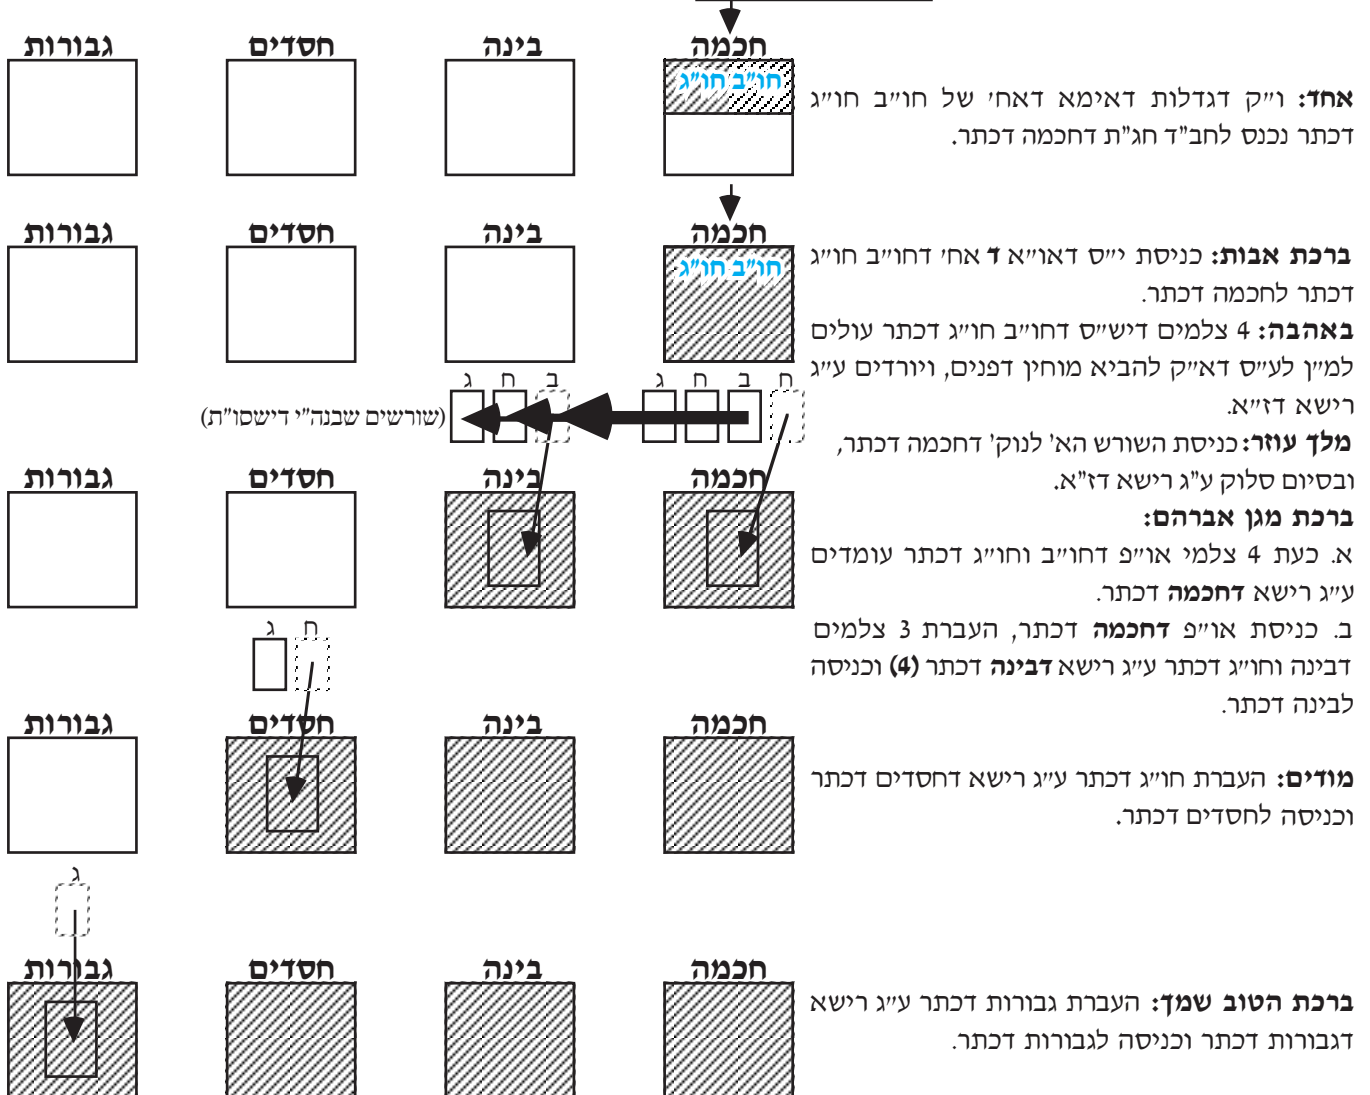 חכמה בינה חסדים גבורות
חו"ב חו"ג
אחד: ו"ק דגדלות דאימא דאח' של חו"ב חו"ג
דכתר נכנס לחב"ד חג"ת דחכמה דכתר.
חכמה בינה חסדים גבורות
חו"ב חו"ג
ברכת אבות: כניסת י"ס דאו"א ד אח' דחו"ב חו"ג
דכתר לחכמה דכתר.
באהבה: 4 צלמים דיש"ס דחו"ב חו"ג דכתר עולים
למ"ן לע"ס דא"ק להביא מוחין דפנים, ויורדים ע"ג
רישא דז"א.
ח ב ח ג ב ח ג
(שורשים שבנה"י דישסו"ת)
מלך עוזר: כניסת השורש הא' לנוק' דחכמה דכתר,
ובסיום סלוק ע"ג רישא דז"א.
חכמה בינה חסדים גבורות
ברכת מגן אברהם:
א. כעת 4 צלמי או"פ דחו"ב וחו"ג דכתר עומדים
ע"ג רישא דחכמה דכתר.
ב. כניסת או"פ דחכמה דכתר, העברת 3 צלמים
דבינה וחו"ג דכתר ע"ג רישא דבינה דכתר (4) וכניסה
לבינה דכתר.
ח ג
חכמה בינה חסדים גבורות
מודים: העברת חו"ג דכתר ע"ג רישא דחסדים דכתר
וכניסה לחסדים דכתר.
ג
חכמה בינה חסדים גבורות
ברכת הטוב שמך: העברת גבורות דכתר ע"ג רישא
דגבורות דכתר וכניסה לגבורות דכתר.